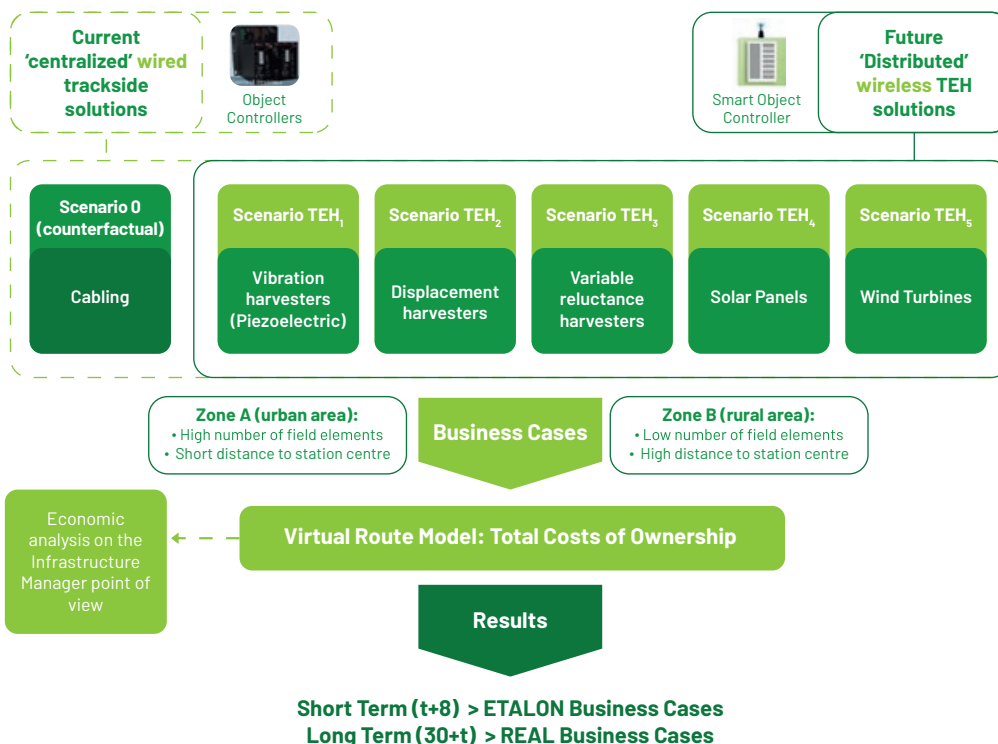 Current
‘centralized’ wired
trackside
solutions
Object
Controllers
Smart Object
Controller
Future
‘Distributed’
wireless TEH
solutions
Scenario 0
(counterfactual)
Cabling
Scenario TEH₁
Vibration
harvesters
(Piezoelectric)
Scenario TEH₂
Displacement
harvesters
Scenario TEH₃
Variable
reluctance
harvesters
Scenario TEH₄
Solar Panels
Scenario TEH₅
Wind Turbines
Zone A (urban area):
• High number of field elements
• Short distance to station centre
Business Cases
Zone B (rural area):
• Low number of field elements
• High distance to station centre
Economic
analysis on the
Infrastructure
Manager point of
view
Virtual Route Model: Total Costs of Ownership
Results
Short Term (t+8) > ETALON Business Cases
Long Term (30+t) > REAL Business Cases